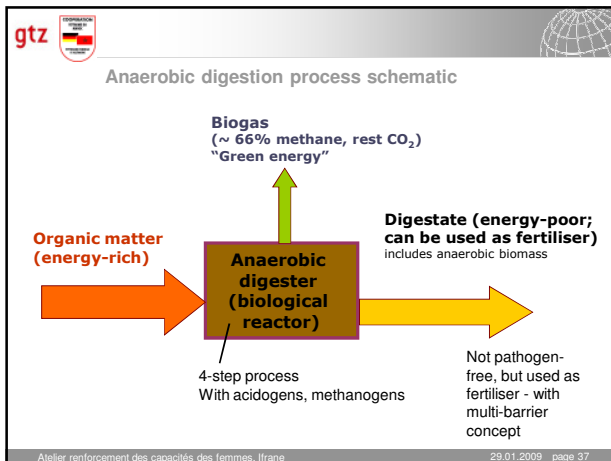 gtz
Anaerobic digestion process schematic
Biogas
(~ 66% methane, rest CO₂)
“Green energy”
Organic matter
(energy-rich)
Anaerobic
digester
(biological
reactor)
Digestate (energy-poor;
can be used as fertiliser)
includes anaerobic biomass
4-step process
With acidogens, methanogens
Not pathogen-
free, but used as
fertiliser - with
multi-barrier
concept
Atelier renforcement des capacités des femmes, Ifrane
29.01.2009 page 37